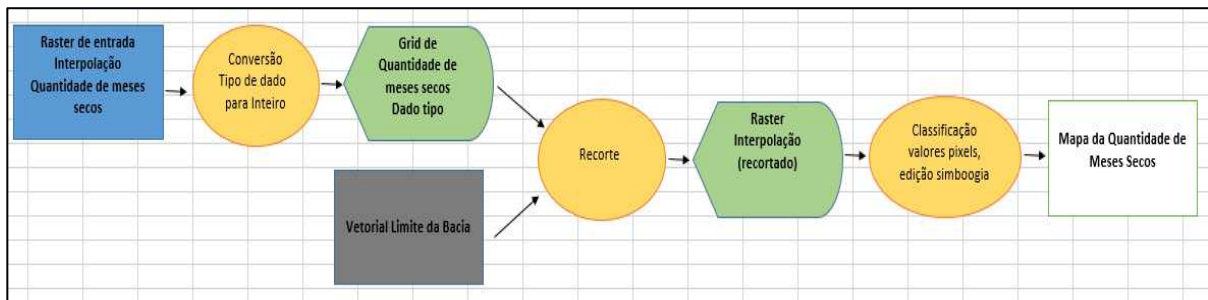 Raster de entrada
Interpolação
Quantidade de meses
secos
Conversão
Tipo de dado
para Inteiro
Grid de
Quantidade de
meses secos
Dado tipo
Vetorial Limite da Bacia
Recorte
Raster
Interpolação
(recortado)
Classificação
valores pixels,
edição simboogia
Mapa da Quantidade de
Meses Secos